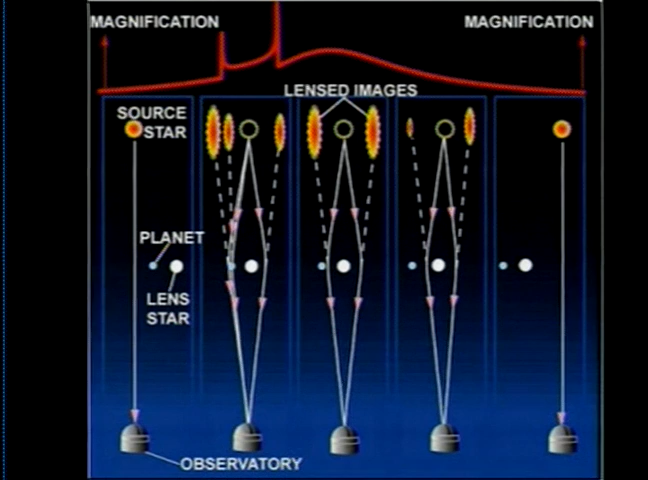 MAGNIFICATION
MAGNIFICATION
LENSED IMAGES
SOURCE
STAR
PLANET
LENS
STAR
OBSERVATORY